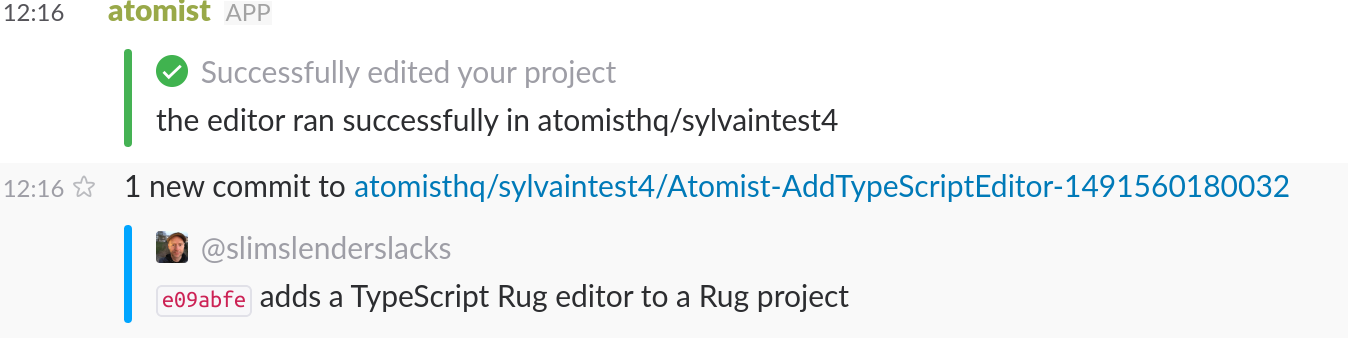 12:16 atomist APP
Successfully edited your project
the editor ran successfully in atomisthq/sylvaintest4
12:16 1 new commit to atomisthq/sylvaintest4/Atomist-AddTypeScriptEditor-1491560180032
@slimslenderslacks
e09abfe adds a TypeScript Rug editor to a Rug project